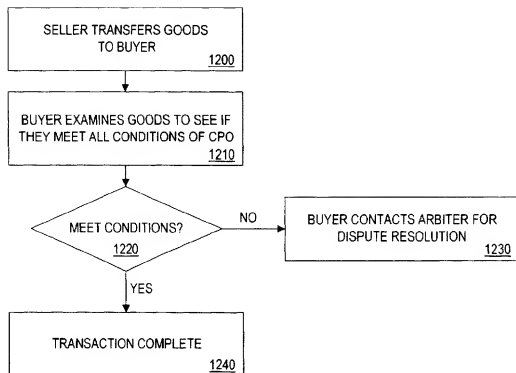 SELLER TRANSFERS GOODS
TO BUYER
1200
BUYER EXAMINES GOODS TO SEE IF
THEY MEET ALL CONDITIONS OF CPO
1210
MEET CONDITIONS?
1220
NO
BUYER CONTACTS ARBITER FOR
DISPUTE RESOLUTION
1230
YES
TRANSACTION COMPLETE
1240